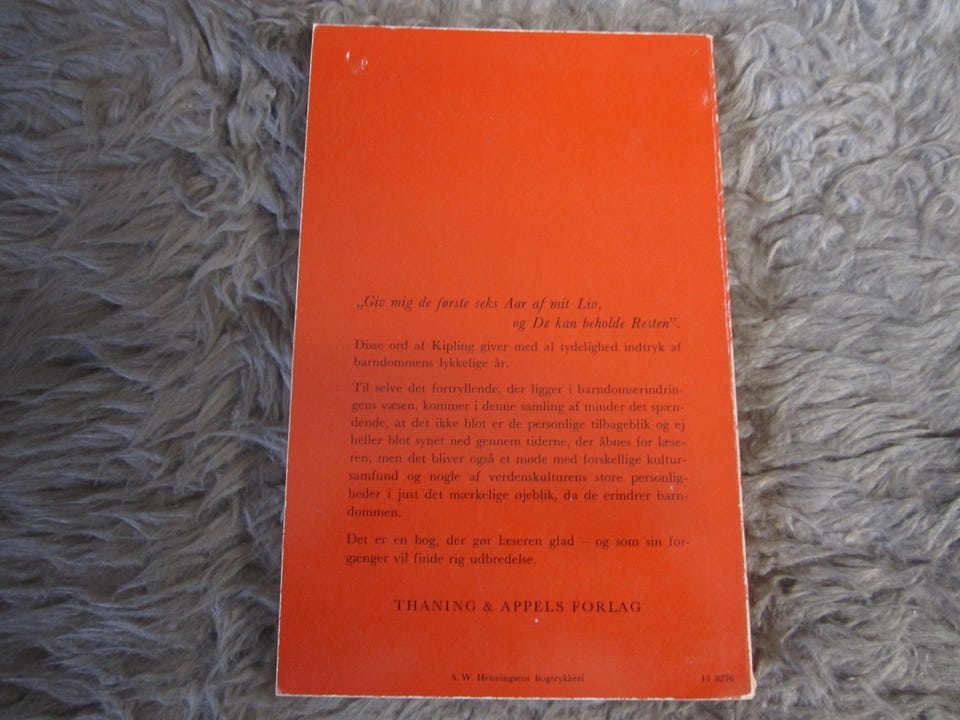 „Giv mig de første seks Aar af mit Liv,
og De kan beholde Resten".
Disse ord af Kipling giver med al tydelighed indtryk af
barndommens lykkelige år.
Til selve det fortryllende, der ligger i barndomserindrin-
gens væsen, kommer i denne samling af minder det spæn-
dende, at det ikke blot er de personlige tilbageblik og ej
heller blot synet ned gennem tiderne, der åbnes for læse-
ren, men det bliver også et møde med forskellige kultur-
samfund og nogle af verdenskulturens store personlig-
heder i just det mærkelige øjeblik, da de erindrer barn-
dommen.
Det er en bog, der gør læseren glad – og som sin for-
gænger vil finde rig udbredelse.
THANING & APPELS FORLAG
A. W. Henningsens Bogtrykkeri
13 8276